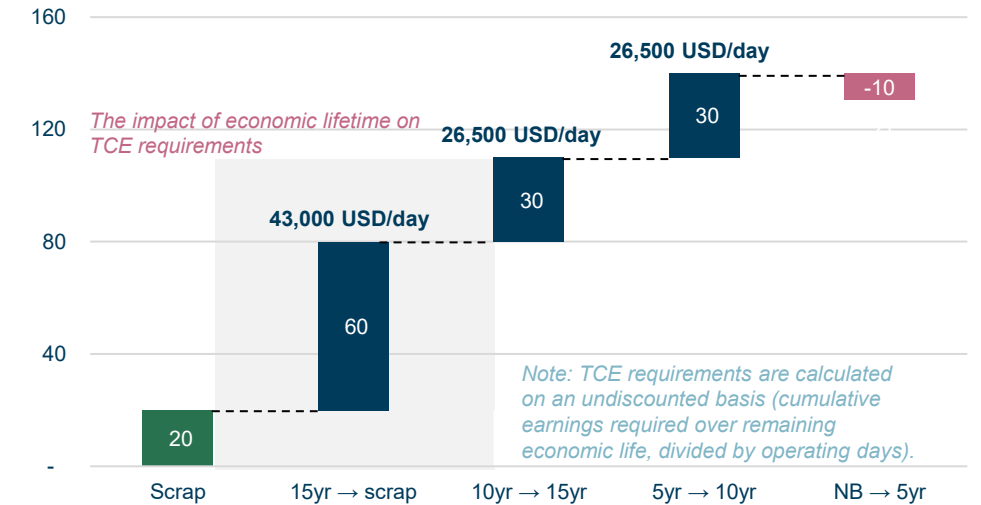 160
26,500 USD/day
-10
30
The impact of economic lifetime on
TCE requirements
120
26,500 USD/day
30
43,000 USD/day
80
60
40
Note: TCE requirements are calculated
on an undiscounted basis (cumulative
earnings required over remaining
economic life, divided by operating days).
20
-
Scrap
15yr → scrap
10yr → 15yr
5yr → 10yr
NB → 5yr